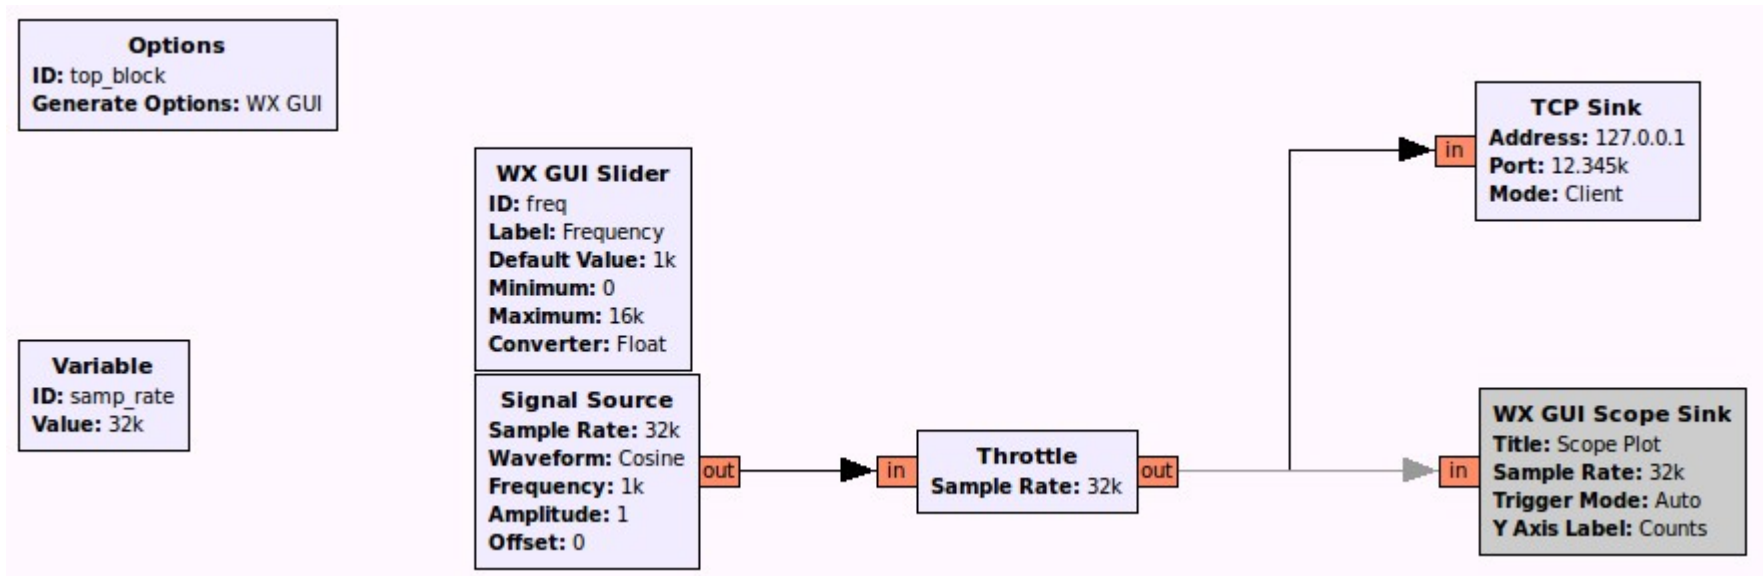 Options
ID: top_block
Generate Options: WX GUI
WX GUI Slider
ID: freq
Label: Frequency
Default Value: 1k
Minimum: 0
Maximum: 16k
Converter: Float
Variable
ID: samp_rate
Value: 32k
Signal Source
Sample Rate: 32k
Waveform: Cosine
Frequency: 1k
Amplitude: 1
Offset: 0
out
in
Throttle
Sample Rate: 32k
out
in
TCP Sink
Address: 127.0.0.1
Port: 12.345k
Mode: Client
in
WX GUI Scope Sink
Title: Scope Plot
Sample Rate: 32k
Trigger Mode: Auto
Y Axis Label: Counts